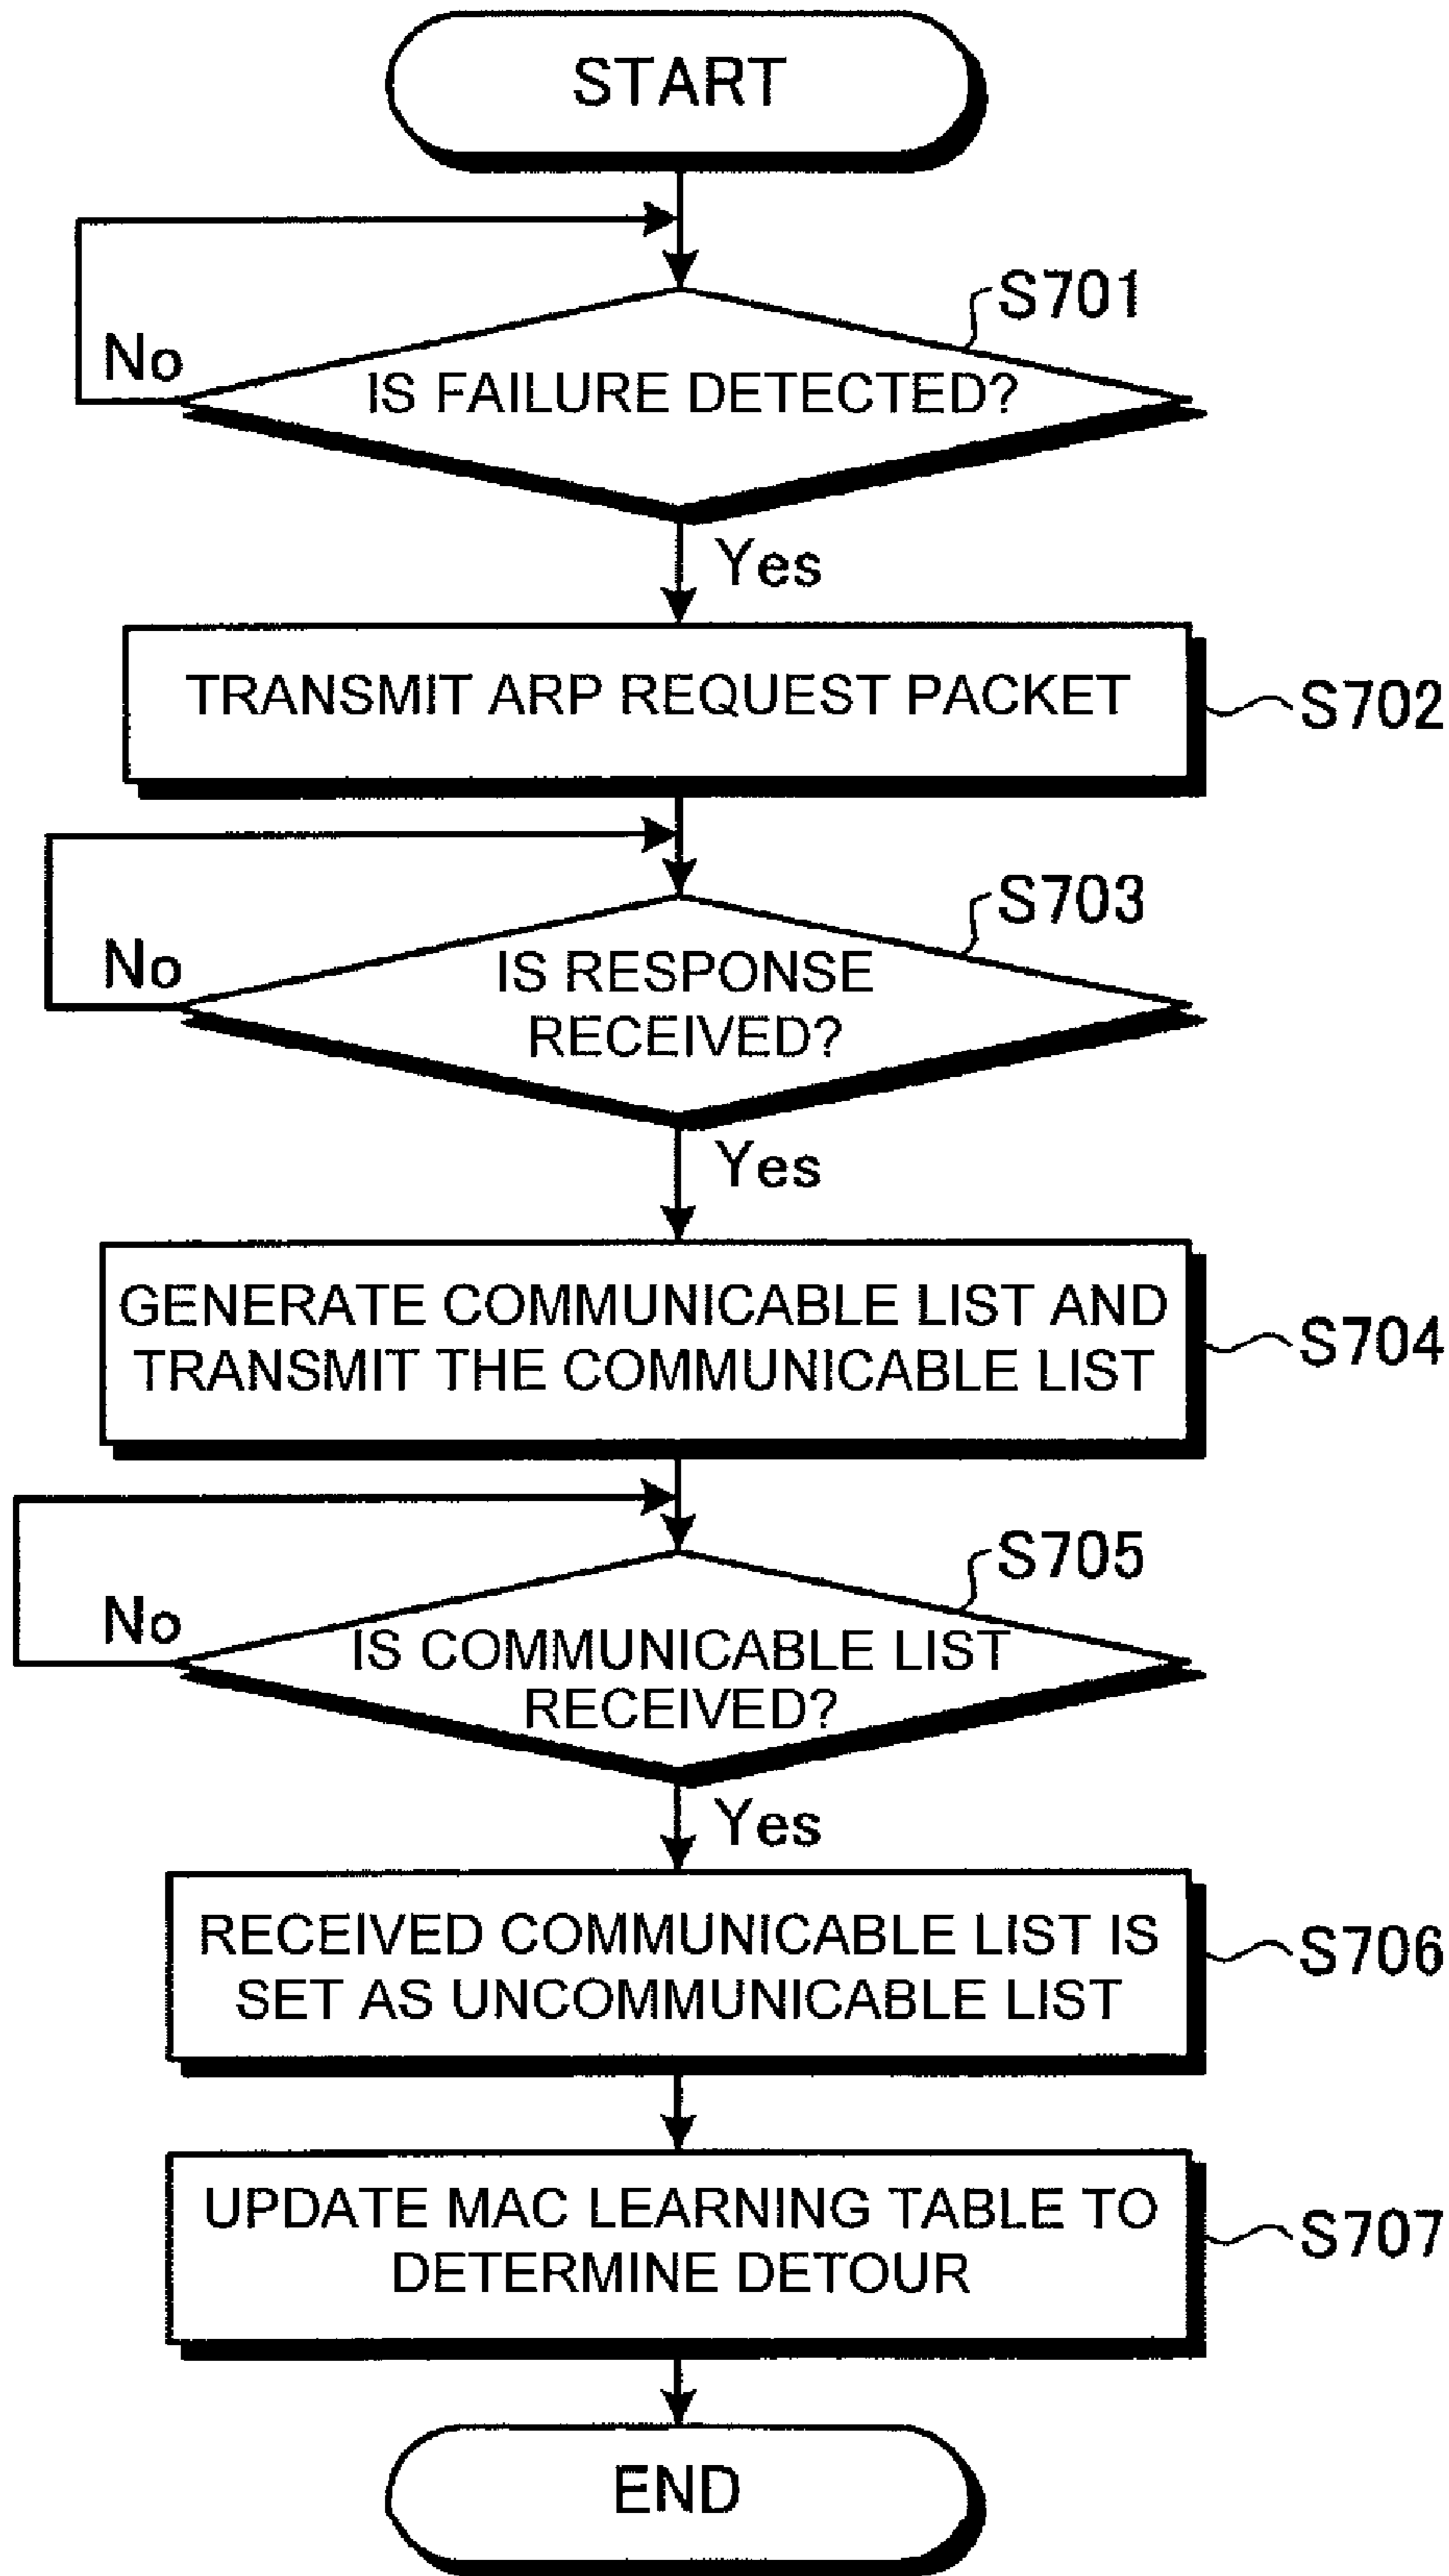 START
S701
No
IS FAILURE DETECTED?
Yes
TRANSMIT ARP REQUEST PACKET
S702
S703
No
IS RESPONSE
RECEIVED?
Yes
GENERATE COMMUNICABLE LIST AND
TRANSMIT THE COMMUNICABLE LIST
S704
S705
No
IS COMMUNICABLE LIST
RECEIVED?
Yes
RECEIVED COMMUNICABLE LIST IS
SET AS UNCOMMUNICABLE LIST
S706
UPDATE MAC LEARNING TABLE TO
DETERMINE DETOUR
S707
END